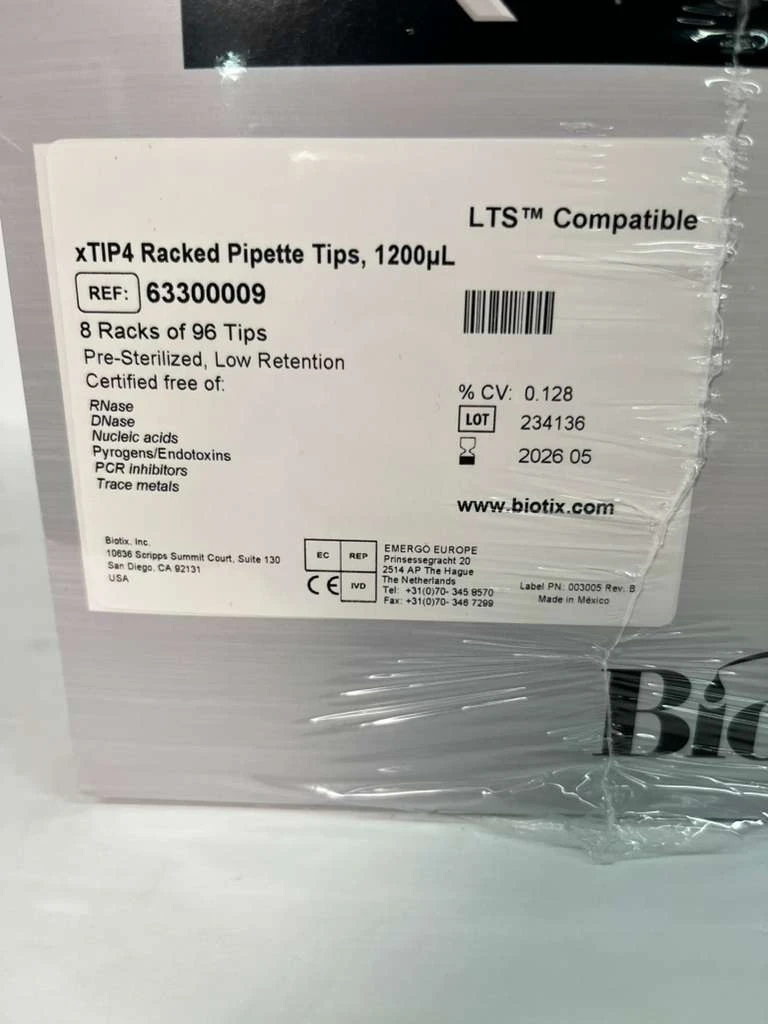 LTS™ Compatible
xTIP4 Racked Pipette Tips, 1200µL
REF: 63300009
8 Racks of 96 Tips
Pre-Sterilized, Low Retention
Certified free of:
RNase
DNase
Nucleic acids
Pyrogens/Endotoxins
PCR inhibitors
Trace metals
% CV: 0.128
LOT 234136
2026 05
www.biotix.com
Biotix, Inc.
10636 Scripps Summit Court, Suite 130
San Diego, CA 92131
USA
EC REP
CE IVD
EMERGO EUROPE
Prinsessegracht 20
2514 AP The Hague
The Netherlands
Tel: +31(0)70- 345 8570
Fax: +31(0)70- 346 7299
Label PN: 003005 Rev. B
Made in México
Bio